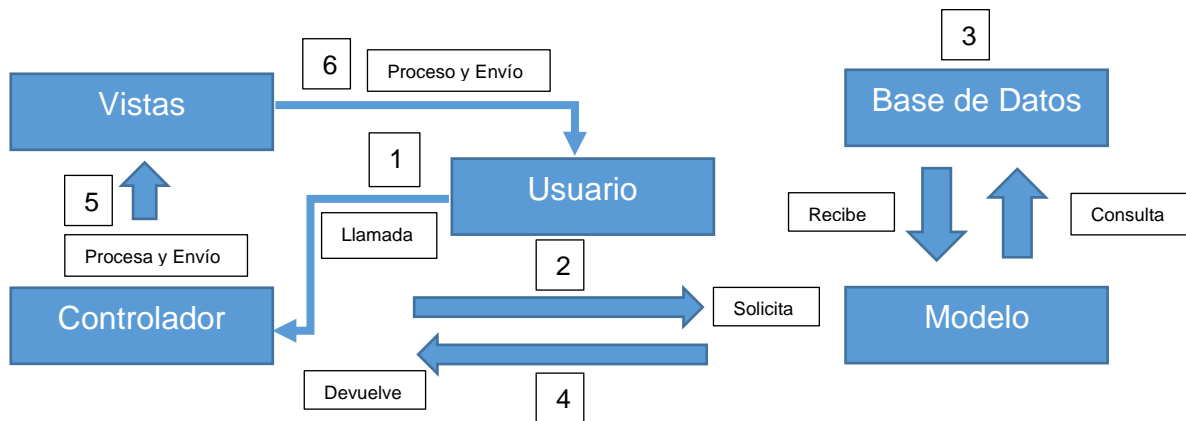 3
6
Proceso y Envío
Vistas
Base de Datos
1
Usuario
5
Llamada
Recibe
Consulta
Procesa y Envío
2
Controlador
Solicita
Modelo
Devuelve
4